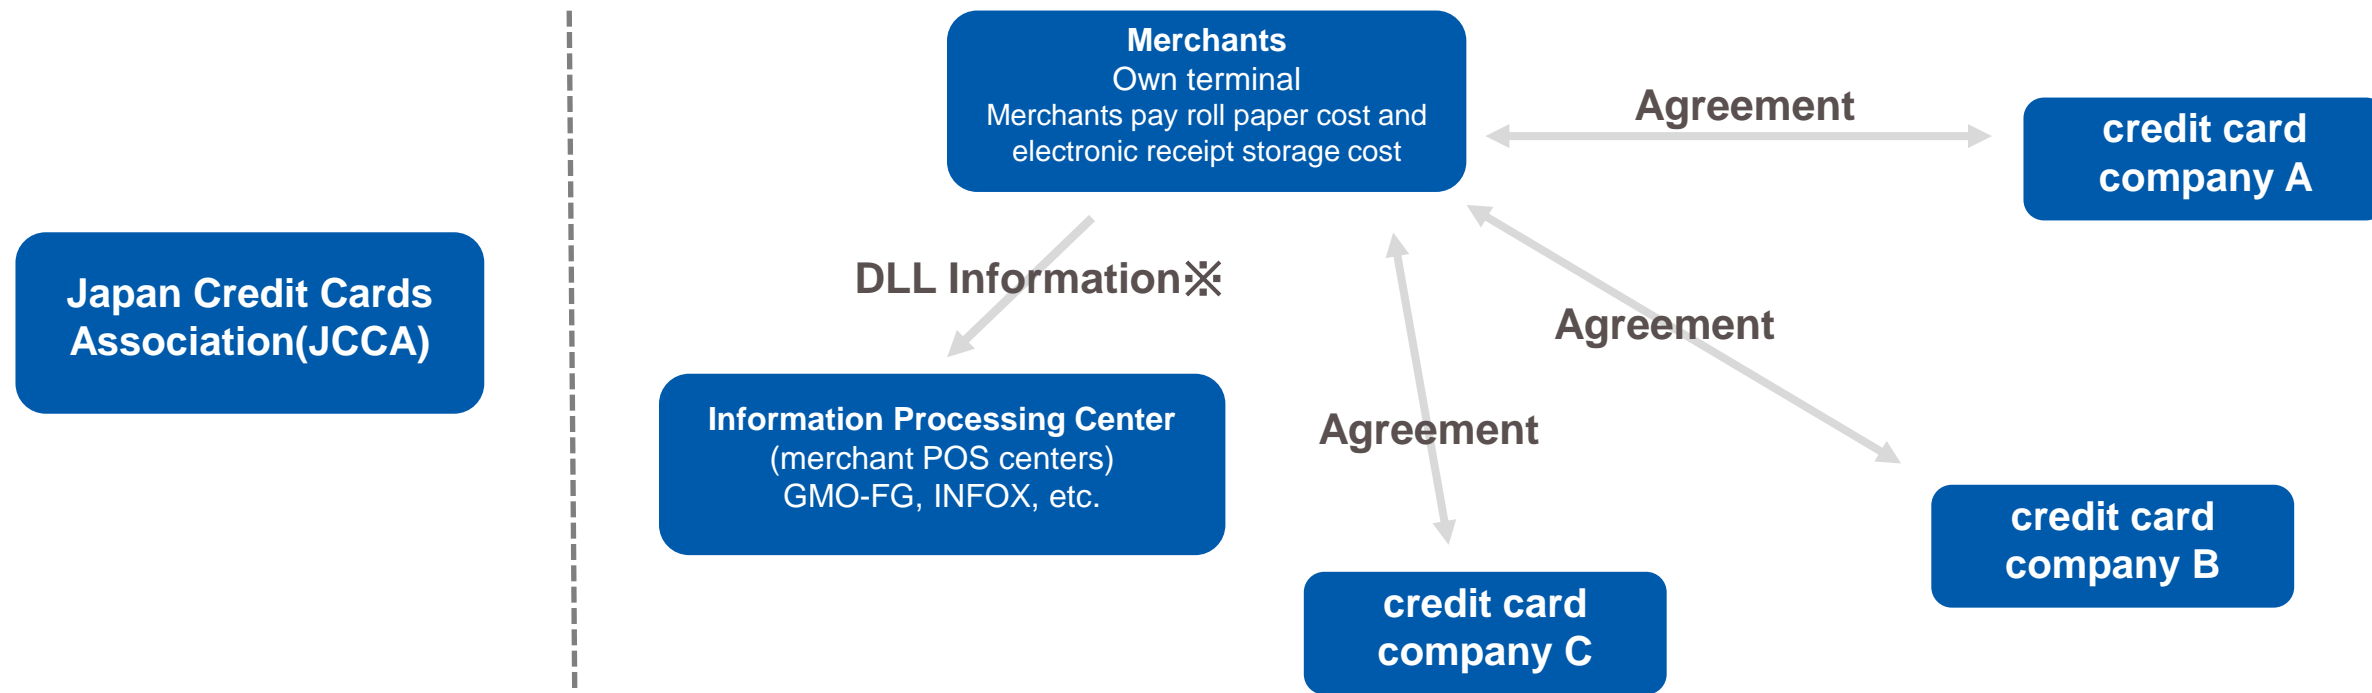 Japan Credit Cards
Association(JCCA)
Merchants
Own terminal
Merchants pay roll paper cost and
electronic receipt storage cost
Agreement
credit card
company A
DLL Information※
Agreement
Information Processing Center
(merchant POS centers)
GMO-FG, INFOX, etc.
Agreement
credit card
company B
credit card
company C